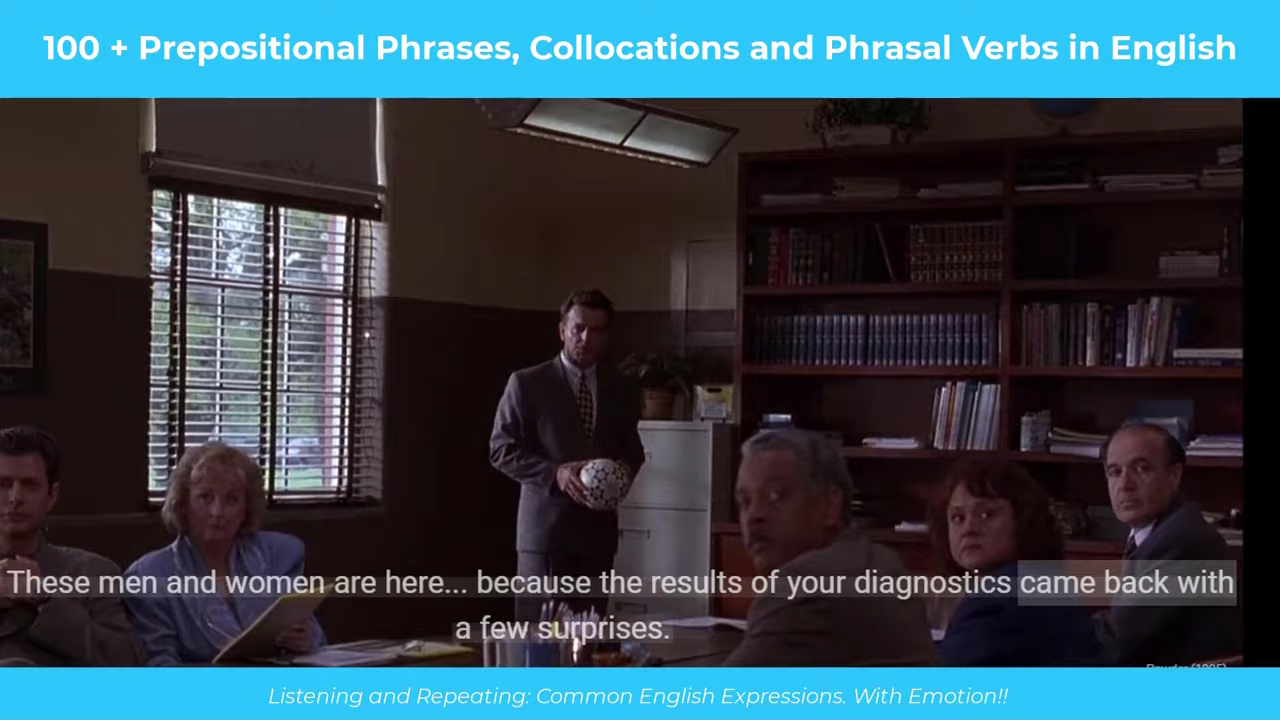 100 + Prepositional Phrases, Collocations and Phrasal Verbs in English
These men and women are here... because the results of your diagnostics came back with
a few surprises.
Listening and Repeating: Common English Expressions. With Emotion!!